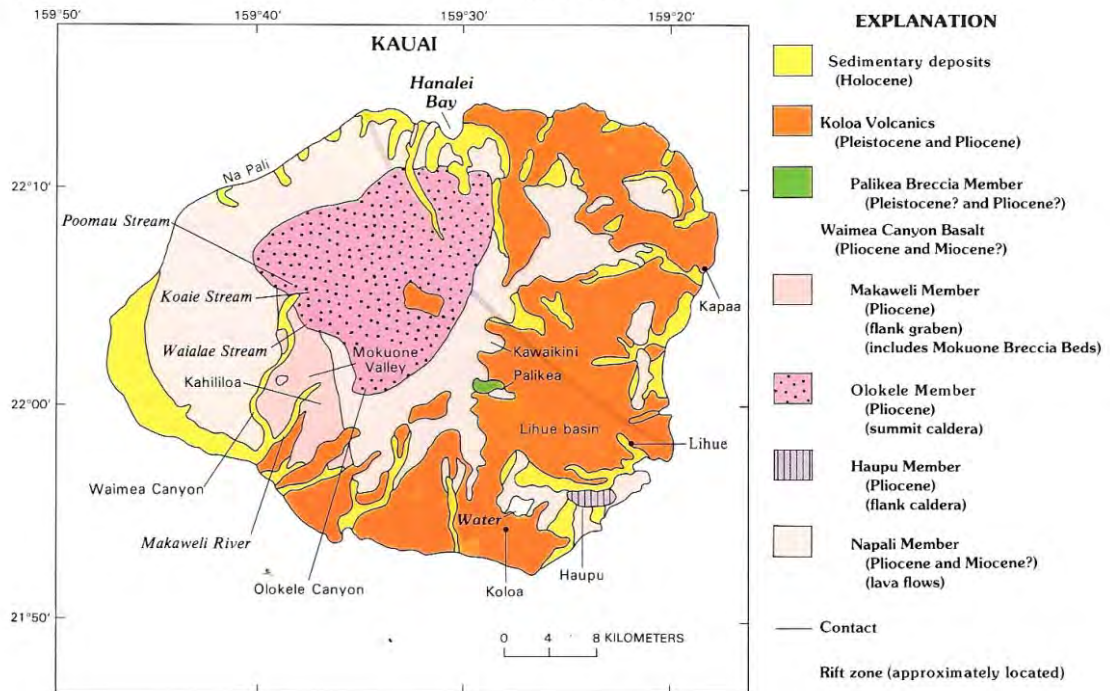 159°50'
159°40'
159°30'
159°20'
KAUAI
Hanalei
Bay
Na Pali
22°10'
Poomau Stream
Koaie Stream
Kapaa
Waialae Stream
Mokuone
Valley
Kawaikini
Kahililoa
Palikea
22°00'
Lihue basin
Lihue
Waimea Canyon
Water
Makaweli River
Olokele Canyon
Koloa
Haupu
21°50'
0 4 8 KILOMETERS
EXPLANATION
Sedimentary deposits
(Holocene)
Koloa Volcanics
(Pleistocene and Pliocene)
Palikea Breccia Member
(Pleistocene? and Pliocene?)
Waimea Canyon Basalt
(Pliocene and Miocene?)
Makaweli Member
(Pliocene)
(flank graben)
(includes Mokuone Breccia Beds)
Olokele Member
(Pliocene)
(summit caldera)
Haupu Member
(Pliocene)
(flank caldera)
Napali Member
(Pliocene and Miocene?)
(lava flows)
Contact
Rift zone (approximately located)